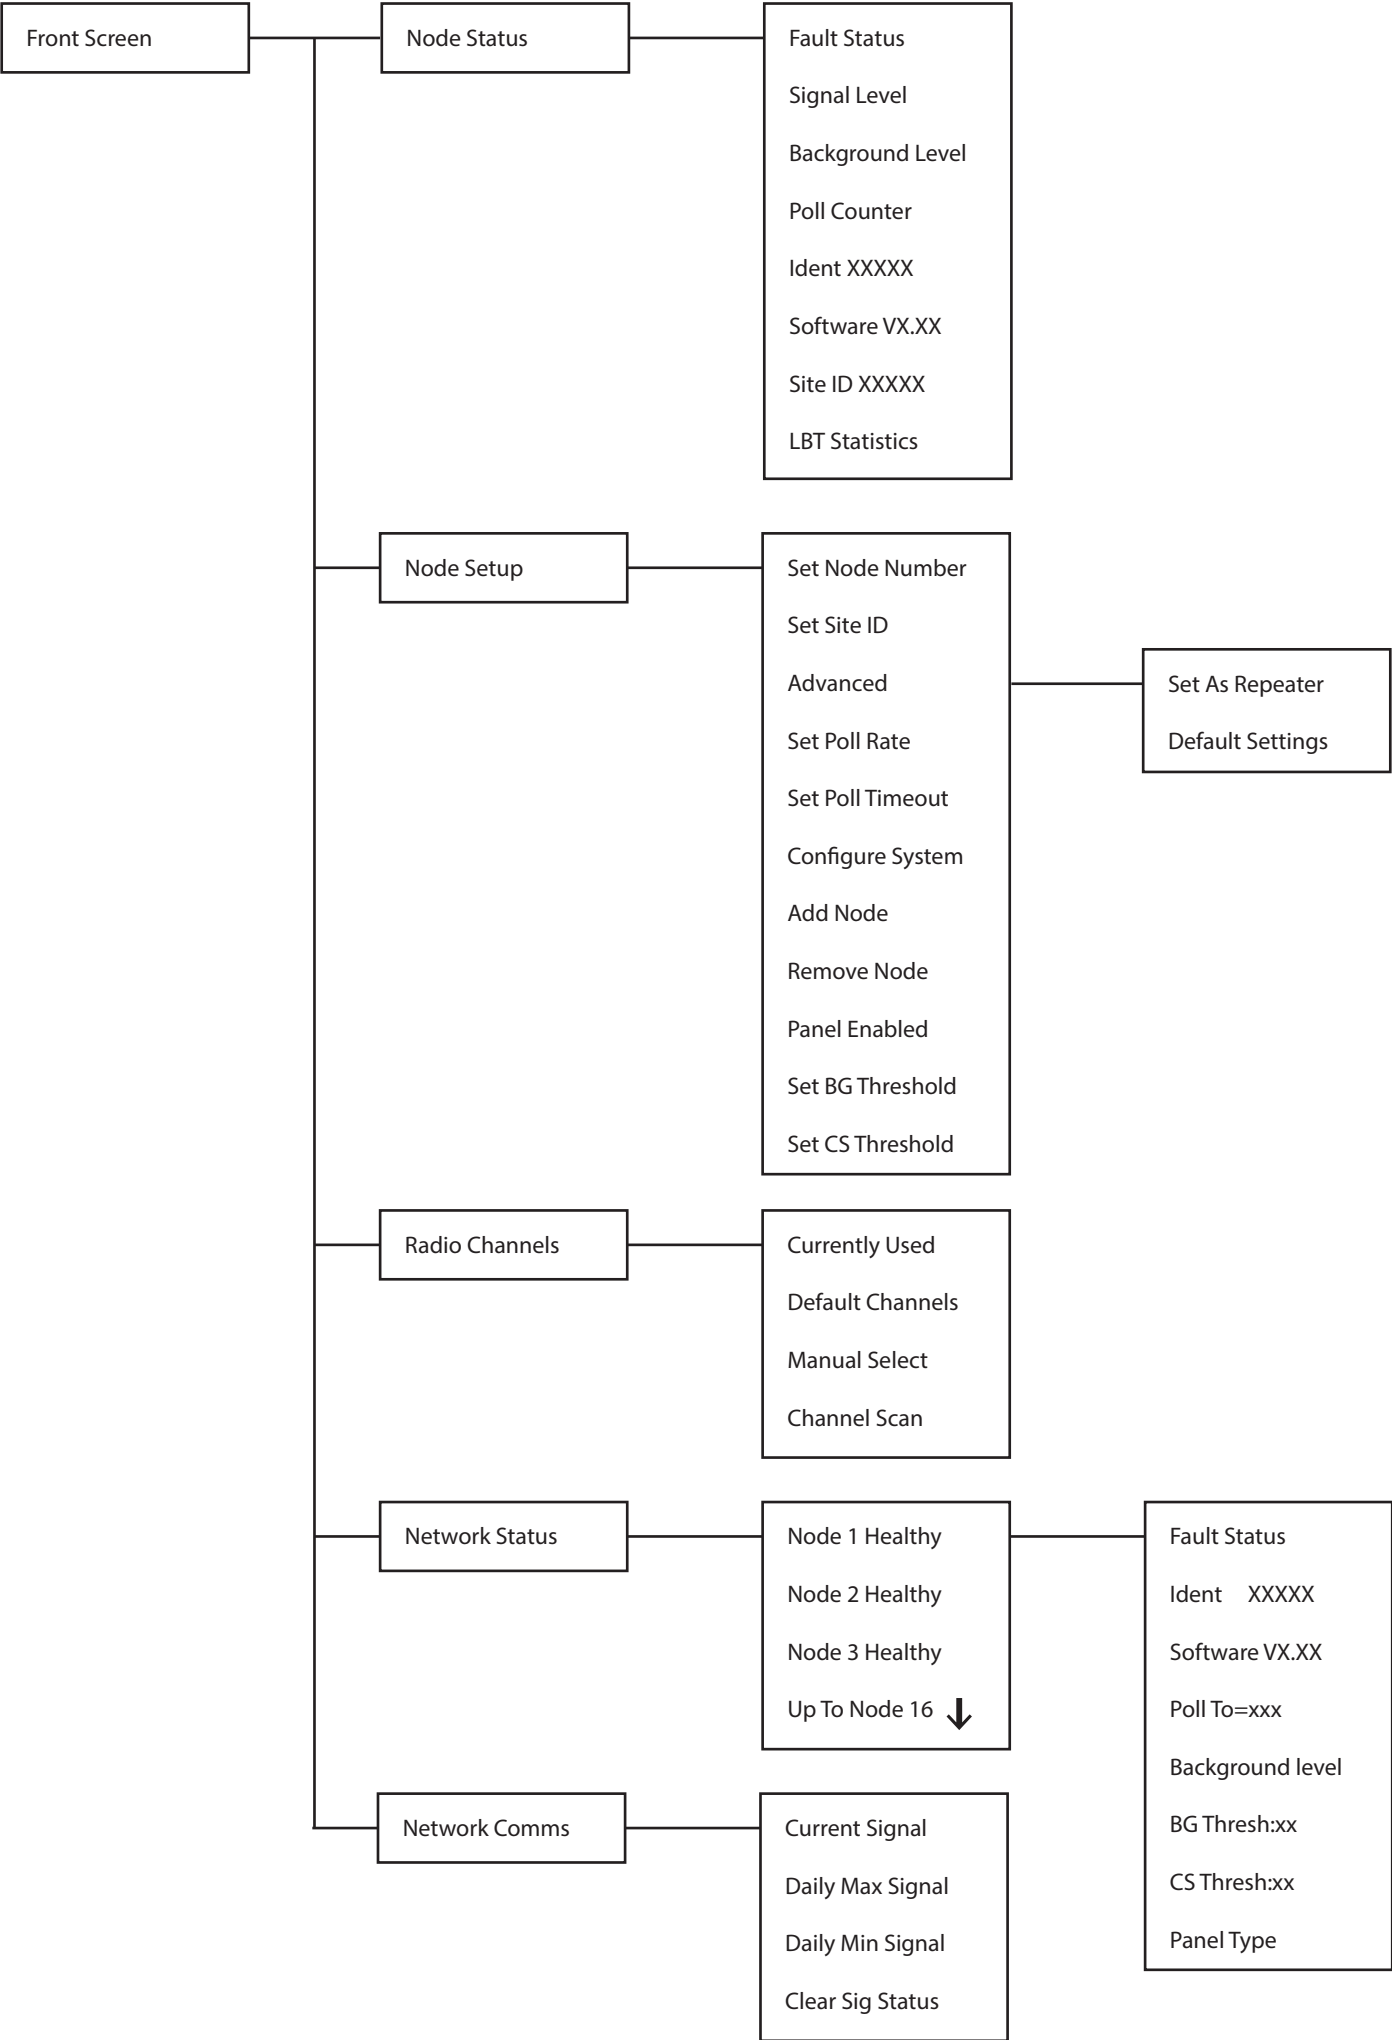 Front Screen
Node Status
Fault Status
Signal Level
Background Level
Poll Counter
Ident XXXXX
Software VX.XX
Site ID XXXXX
LBT Statistics
Node Setup
Set Node Number
Set Site ID
Advanced
Set Poll Rate
Set Poll Timeout
Configure System
Add Node
Remove Node
Panel Enabled
Set BG Threshold
Set CS Threshold
Set As Repeater
Default Settings
Radio Channels
Currently Used
Default Channels
Manual Select
Channel Scan
Network Status
Node 1 Healthy
Node 2 Healthy
Node 3 Healthy
Up To Node 16 ↓
Fault Status
Ident XXXXX
Software VX.XX
Poll To=xxx
Background level
BG Thresh:xx
CS Thresh:xx
Panel Type
Network Comms
Current Signal
Daily Max Signal
Daily Min Signal
Clear Sig Status